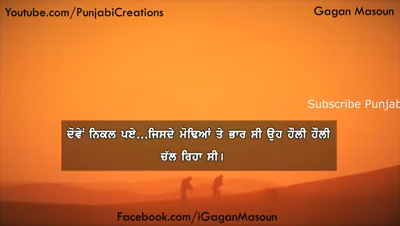 Youtube.com/PunjabiCreations
Gagan Masoun
Subscribe Punjab
ਦੋਵੇਂ ਨਿਕਲ ਪਏ...ਜਿਸਦੇ ਮੋਢਿਆਂ ਤੇ ਭਾਰ ਸੀ ਉਹ ਹੌਲੀ ਹੌਲੀ
ਚੱਲ ਰਿਹਾ ਸੀ।
Facebook.com/iGaganMasoun